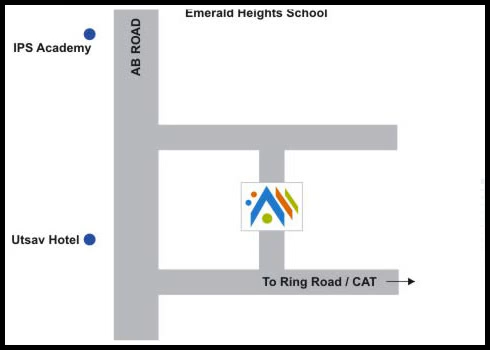 Emerald Heights School
AB ROAD
IPS Academy
Utsav Hotel
To Ring Road / CAT